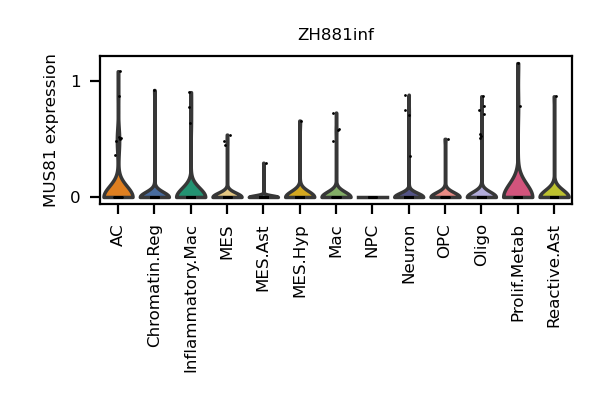 ZH881inf
MUS81 expression
1
0
AC
Chromatin.Reg
Inflammatory.Mac
MES
MES.Ast
MES.Hyp
Mac
NPC
Neuron
OPC
Oligo
Prolif.Metab
Reactive.Ast